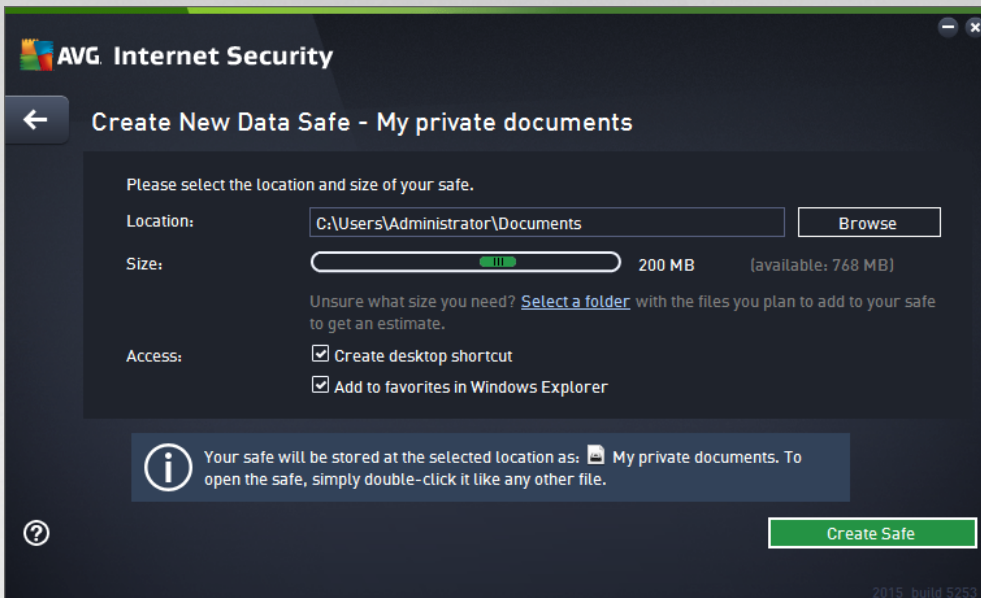 AVG. Internet Security
Create New Data Safe - My private documents
Please select the location and size of your safe.
Location:
C:\Users\Administrator\Documents
Browse
Size:
200 MB
(available: 768 MB)
Unsure what size you need? Select a folder with the files you plan to add to your safe
to get an estimate.
Access:
Create desktop shortcut
Add to favorites in Windows Explorer
Your safe will be stored at the selected location as: My private documents. To
open the safe, simply double-click it like any other file.
Create Safe
2015 build 5253